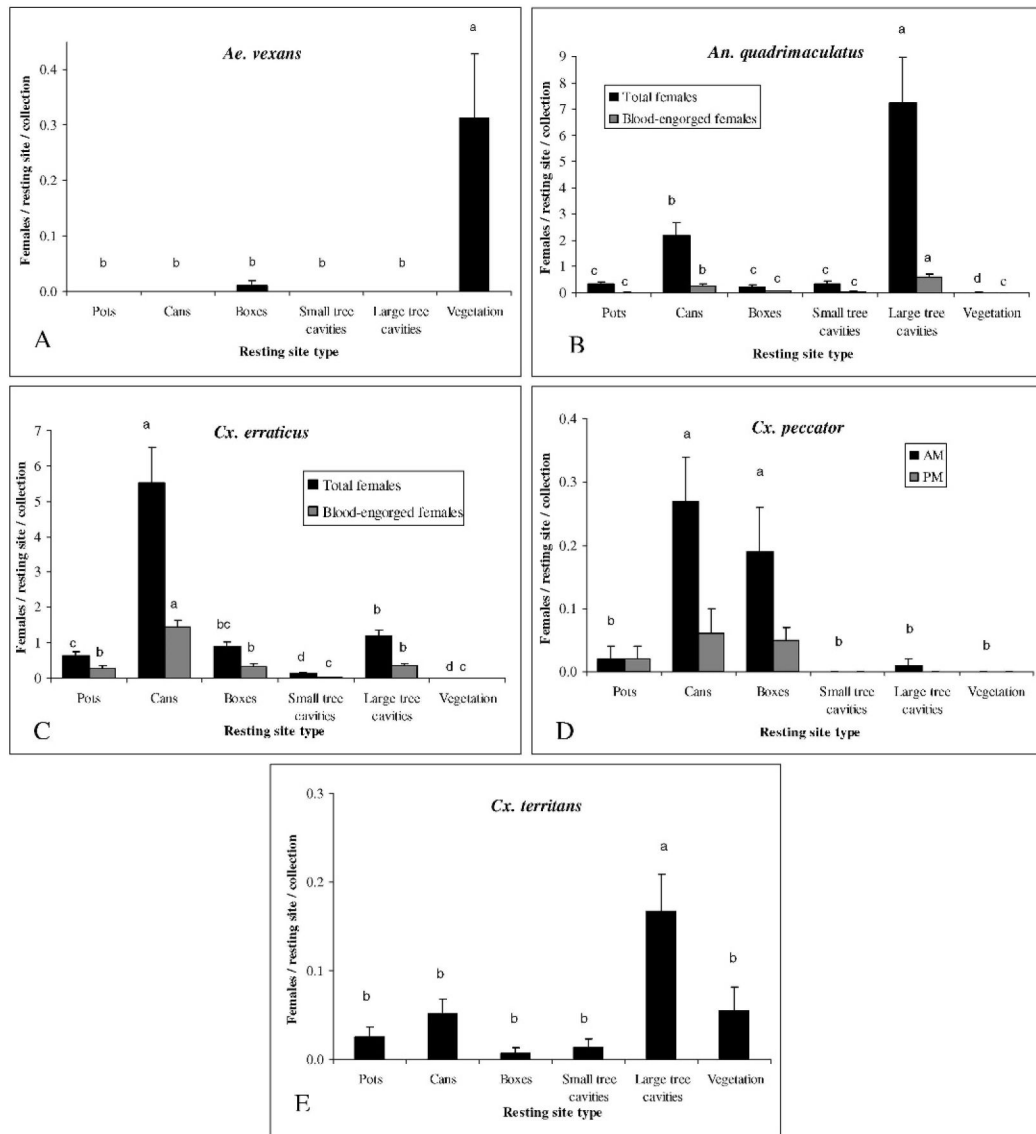 Ae. vexans
Females / resting site / collection
0.4
0.3
0.2
0.1
0.0
b b b b b a
Pots Cans Boxes Small tree Large tree Vegetation
cavities cavities
Resting site type
A
An. quadrimaculatus
Females / resting site / collection
9
8
7
6
5
4
3
2
1
0
Total females
Blood-engorged females
c c b b c c c c a a d c
Pots Cans Boxes Small tree Large tree Vegetation
cavities cavities
Resting site type
B
Cx. erraticus
Females / resting site / collection
7
6
5
4
3
2
1
0
Total females
Blood-engorged females
c b a a bc b d c b b d c
Pots Cans Boxes Small tree Large tree Vegetation
cavities cavities
Resting site type
C
Cx. peccator
Females / resting site / collection
0.4
0.3
0.2
0.1
0.0
AM
PM
b a a b b b
Pots Cans Boxes Small tree Large tree Vegetation
cavities cavities
Resting site type
D
Cx. territans
Females / resting site / collection
0.3
0.2
0.1
0.0
b b b b a b
Pots Cans Boxes Small tree Large tree Vegetation
cavities cavities
Resting site type
E